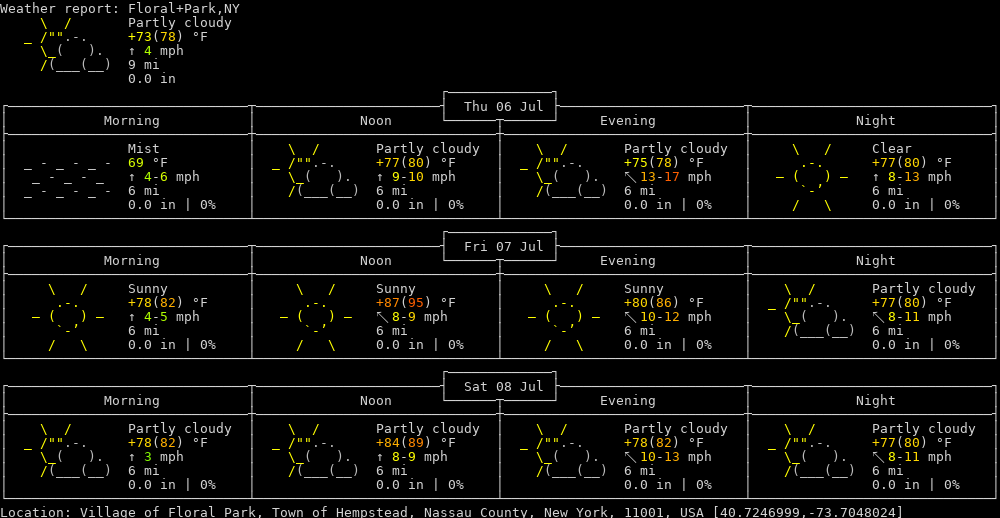 Weather report: Floral+Park,NY
Partly cloudy
+73(78) °F
↑ 4 mph
9 mi
0.0 in
Thu 06 Jul
Morning Noon Evening Night
Mist Partly cloudy Partly cloudy Clear
69 °F +77(80) °F +75(78) °F +77(80) °F
↑ 4-6 mph ↑ 9-10 mph ↖ 13-17 mph ↑ 8-13 mph
6 mi 6 mi 6 mi 6 mi
0.0 in | 0% 0.0 in | 0% 0.0 in | 0% 0.0 in | 0%
Fri 07 Jul
Morning Noon Evening Night
Sunny Sunny Sunny Partly cloudy
+78(82) °F +87(95) °F +80(86) °F +77(80) °F
↑ 4-5 mph ↖ 8-9 mph ↖ 10-12 mph ↖ 8-11 mph
6 mi 6 mi 6 mi 6 mi
0.0 in | 0% 0.0 in | 0% 0.0 in | 0% 0.0 in | 0%
Sat 08 Jul
Morning Noon Evening Night
Partly cloudy Partly cloudy Partly cloudy Partly cloudy
+78(82) °F +84(89) °F +78(82) °F +77(80) °F
↑ 3 mph ↑ 8-9 mph ↖ 10-13 mph ↖ 8-11 mph
6 mi 6 mi 6 mi 6 mi
0.0 in | 0% 0.0 in | 0% 0.0 in | 0% 0.0 in | 0%
Location: Village of Floral Park, Town of Hempstead, Nassau County, New York, 11001, USA [40.7246999,-73.7048024]